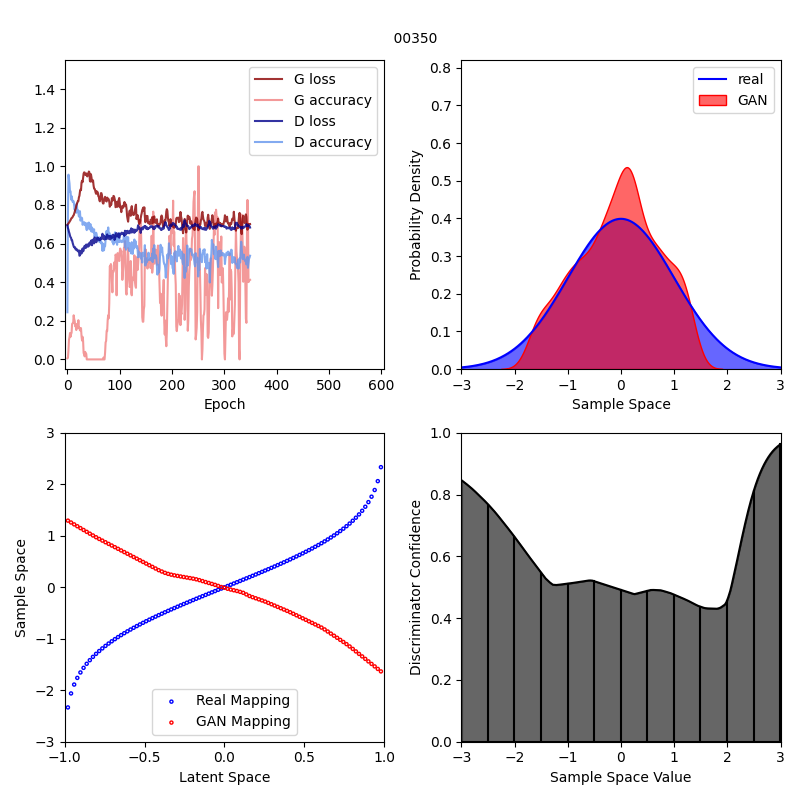 00350
1.4
1.2
1.0
0.8
0.6
0.4
0.2
0.0
0 100 200 300 400 500 600
Epoch
G loss
G accuracy
D loss
D accuracy
Probability Density
0.8
0.7
0.6
0.5
0.4
0.3
0.2
0.1
0.0
−3 −2 −1 0 1 2 3
Sample Space
real
GAN
Sample Space
3
2
1
0
−1
−2
−3
−1.0 −0.5 0.0 0.5 1.0
Latent Space
Real Mapping
GAN Mapping
Discriminator Confidence
1.0
0.8
0.6
0.4
0.2
0.0
−3 −2 −1 0 1 2 3
Sample Space Value